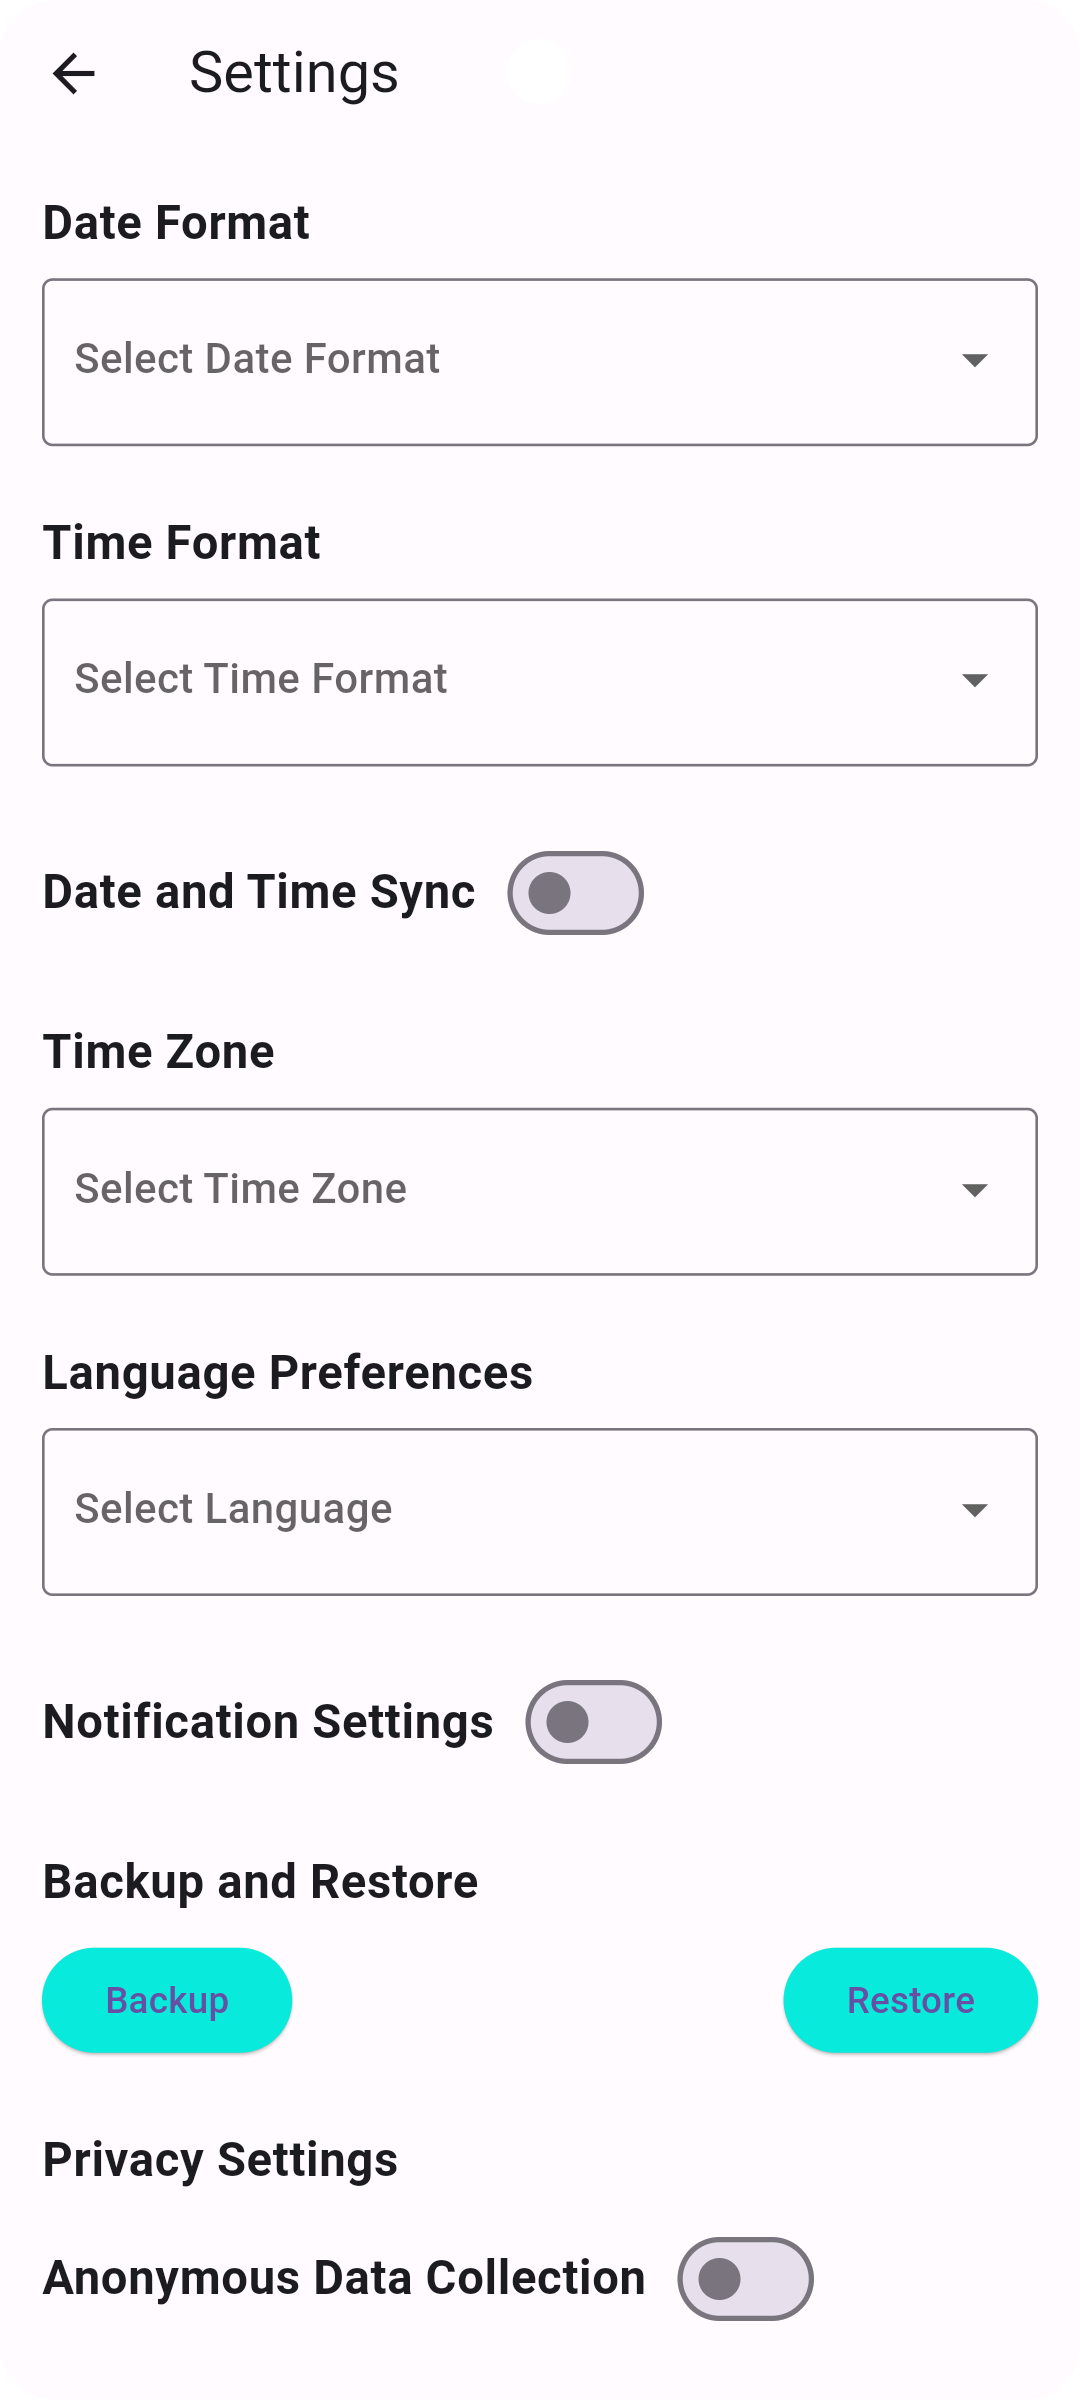 Settings
Date Format
Select Date Format
Time Format
Select Time Format
Date and Time Sync
Time Zone
Select Time Zone
Language Preferences
Select Language
Notification Settings
Backup and Restore
Backup
Restore
Privacy Settings
Anonymous Data Collection